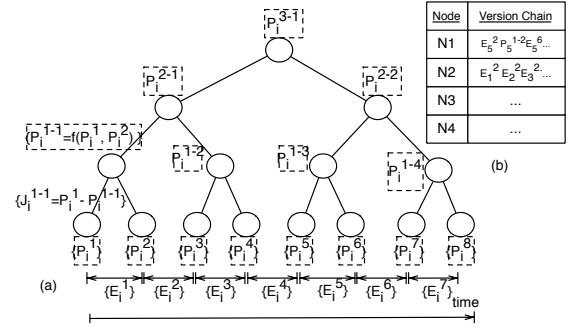 P_i^{3-1}
P_i^{2-1}
P_i^{2-2}
{P_i^{1-1}=f(P_i^1, P_i^2) }
P_i^{1-2}
P_i^{1-3}
P_i^{1-4}
{J_i^{1-1}=P_i^1- P_i^{1-1}}
{P_i^1} {P_i^2} {P_i^3} {P_i^4} {P_i^5} {P_i^6} {P_i^7} {P_i^8}
(a) {E_i^1} {E_i^2} {E_i^3} {E_i^4} {E_i^5} {E_i^6} {E_i^7}
time
Node Version Chain
N1 E_5^2 P_5^{1-2}E_5^6...
N2 E_1^2 E_2^2E_3^2...
N3 ...
N4 ...
(b)